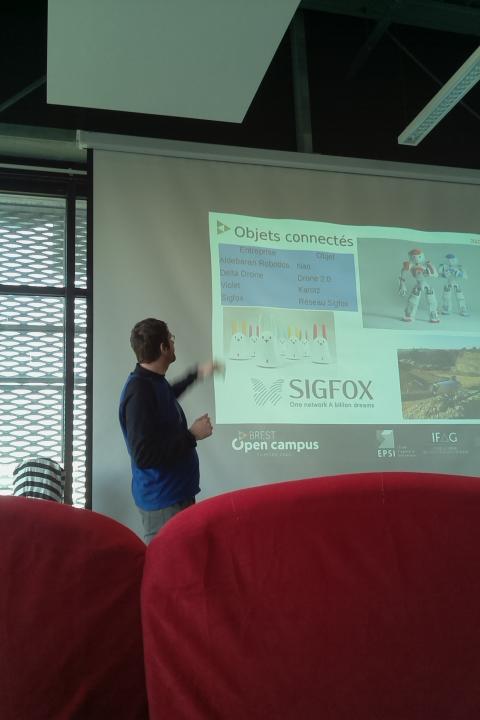 Objets connectés
Entreprise Objet
Aldebaran Robotics Nao
Delta Drone Drone 2.0
Violet Karotz
Sigfox Réseau Sigfox
SIGFOX
One network A billion dreams
BREST
Open campus
EPSI
IFAG